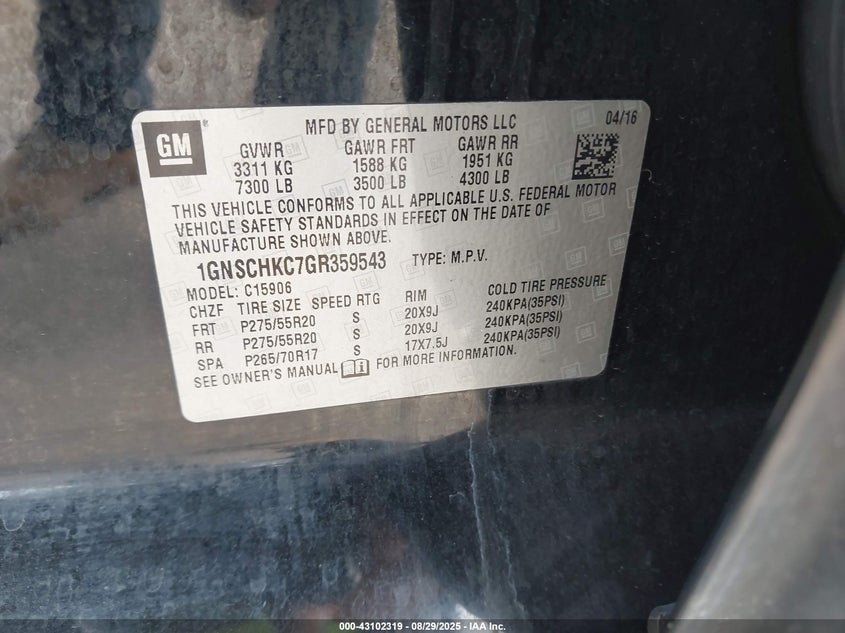 GM
MFD BY GENERAL MOTORS LLC 04/16
GVWR GAWR FRT GAWR RR
3311 KG 1588 KG 1951 KG
7300 LB 3500 LB 4300 LB
THIS VEHICLE CONFORMS TO ALL APPLICABLE U.S. FEDERAL MOTOR
VEHICLE SAFETY STANDARDS IN EFFECT ON THE DATE OF
MANUFACTURE SHOWN ABOVE.
1GNSCHKC7GR359543 TYPE: M.P.V.
MODEL: C15906
CHZF TIRE SIZE SPEED RTG RIM COLD TIRE PRESSURE
FRT P275/55R20 S 20X9J 240KPA(35PSI)
RR P275/55R20 S 20X9J 240KPA(35PSI)
SPA P265/70R17 S 17X7.5J 240KPA(35PSI)
SEE OWNER'S MANUAL FOR MORE INFORMATION.
000-43102319 - 08/29/2025 - IAA Inc.